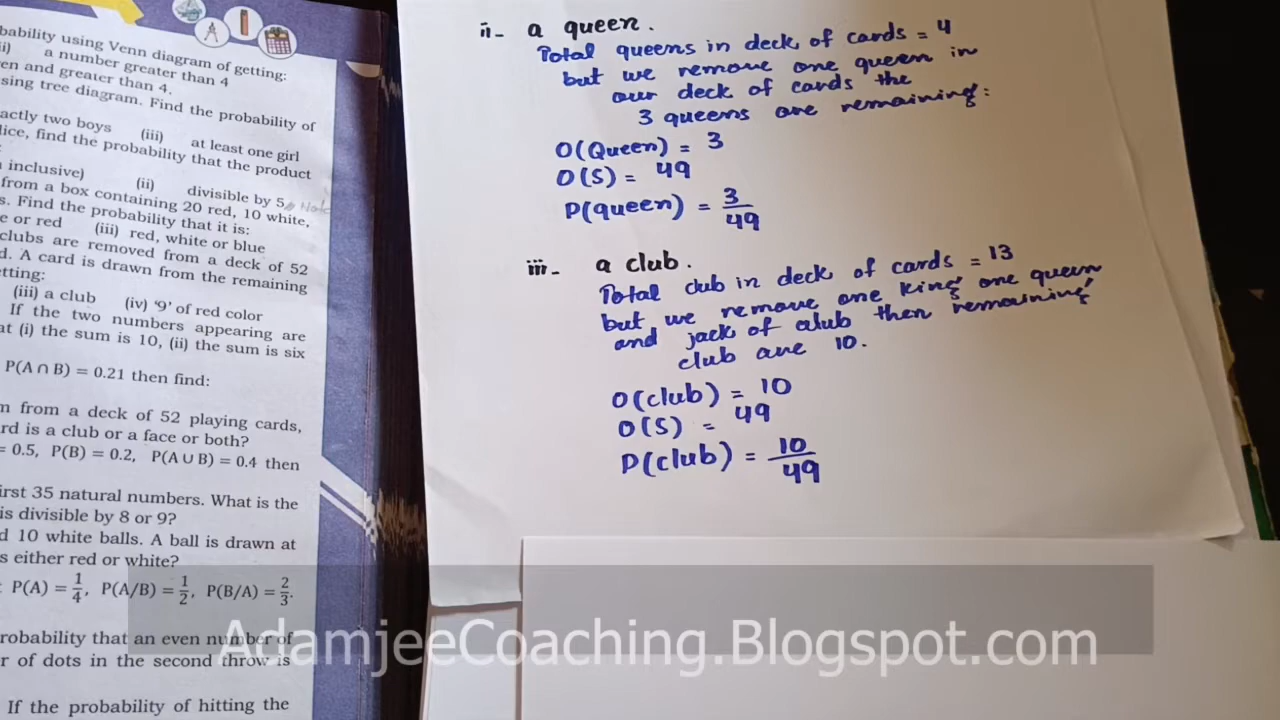 bability using Venn diagram of getting:
ii) a number greater than 4
en and greater than 4.
sing tree diagram. Find the probability of
actly two boys (iii) at least one girl
dice, find the probability that the product
inclusive) (ii) divisible by 5
from a box containing 20 red, 10 white,
s. Find the probability that it is:
e or red (iii) red, white or blue
clubs are removed from a deck of 52
d. A card is drawn from the remaining
etting:
(iii) a club (iv) '9' of red color
If the two numbers appearing are
at (i) the sum is 10, (ii) the sum is six
P(A ∩ B) = 0.21 then find:
m from a deck of 52 playing cards,
ard is a club or a face or both?
= 0.5, P(B) = 0.2, P(A ∪ B) = 0.4 then
irst 35 natural numbers. What is the
is divisible by 8 or 9?
d 10 white balls. A ball is drawn at
s either red or white?
: P(A) = 1/4, P(A/B) = 1/2, P(B/A) = 2/3.
robability that an even number of
r of dots in the second throw is
If the probability of hitting the
ii- a queen.
Total queens in deck of cards = 4
but we remove one queen in
our deck of cards the
3 queens are remaining:
O(Queen) = 3
O(S) = 49
P(queen) = 3/49
iii- a club.
Total club in deck of cards = 13
but we remove one king one queen
and jack of club then remaining
club are 10.
O(club) = 10
O(S) = 49
P(club) = 10/49
AdamjeeCoaching.Blogspot.com